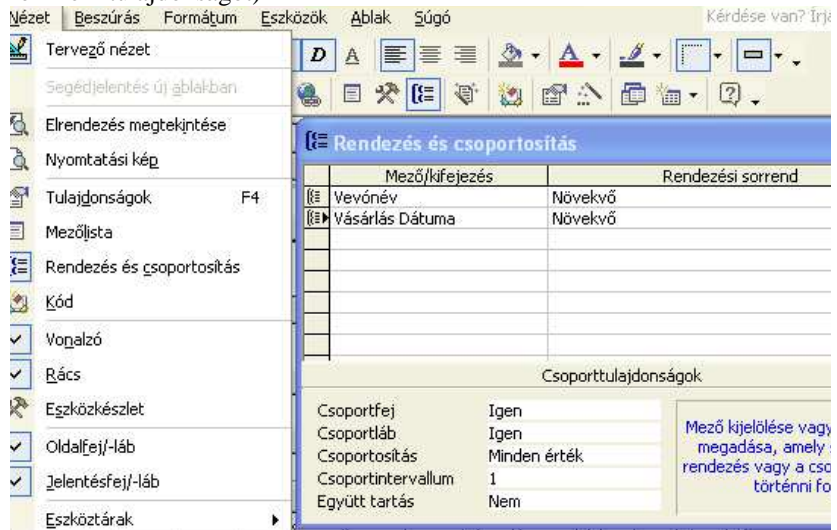 Nézet Beszúrás Formátum Eszközök Ablak Súgó Kérdése van? Írja
Tervező nézet
Segédjelentés új ablakban
Elrendezés megtekintése
Nyomtatási kép
Tulajdonságok F4
Mezőlista
Rendezés és csoportosítás
Kód
Vonalzó
Rács
Eszközkészlet
Oldalfej/-láb
Jelentésfej/-láb
Eszköztárak
D A A
Rendezés és csoportosítás
Mező/kifejezés Rendezési sorrend
Vevónév Növekvő
Vásárlás Dátuma Növekvő
Csoporttulajdonságok
Csoportfej Igen
Csoportláb Igen
Csoportosítás Minden érték
Csoportintervallum 1
Együtt tartás Nem
Mező kijelölése vagy
megadása, amely
rendezés vagy a cso
történni fo